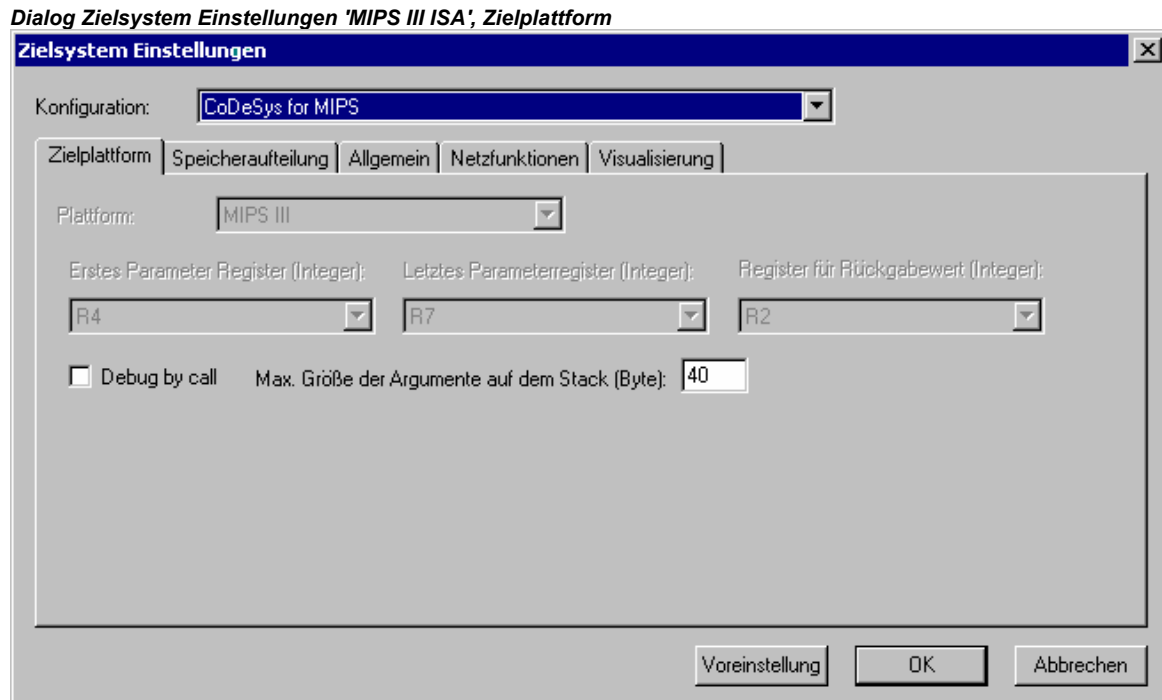 Dialog Zielsystem Einstellungen 'MIPS III ISA', Zielplattform
Zielsystem Einstellungen
Konfiguration: CoDeSys for MIPS
Zielplattform Speicheraufteilung Allgemein Netzfunktionen Visualisierung
Plattform: MIPS III
Erstes Parameter Register (Integer): Letztes Parameterregister (Integer): Register für Rückgabewert (Integer):
R4 R7 R2
Debug by call Max. Größe der Argumente auf dem Stack (Byte): 40
Voreinstellung OK Abbrechen